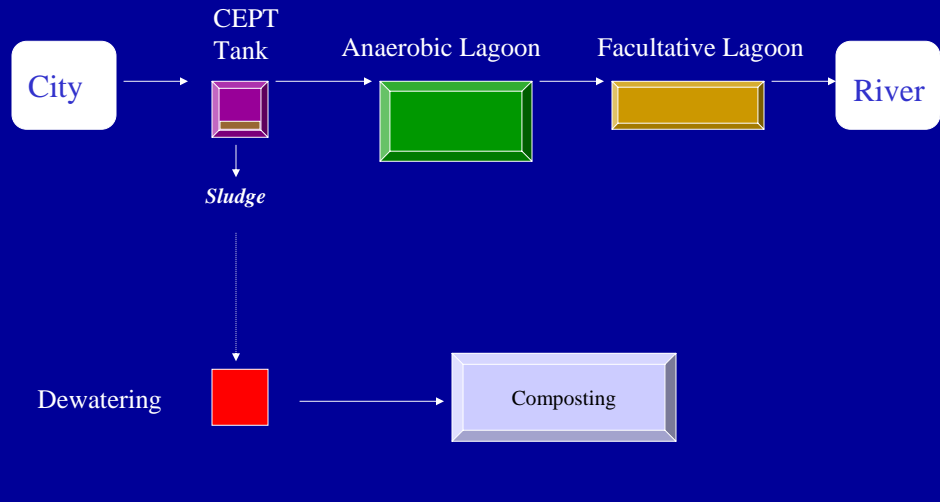 CEPT
Tank
Anaerobic Lagoon
Facultative Lagoon
City
River
Sludge
Dewatering
Composting